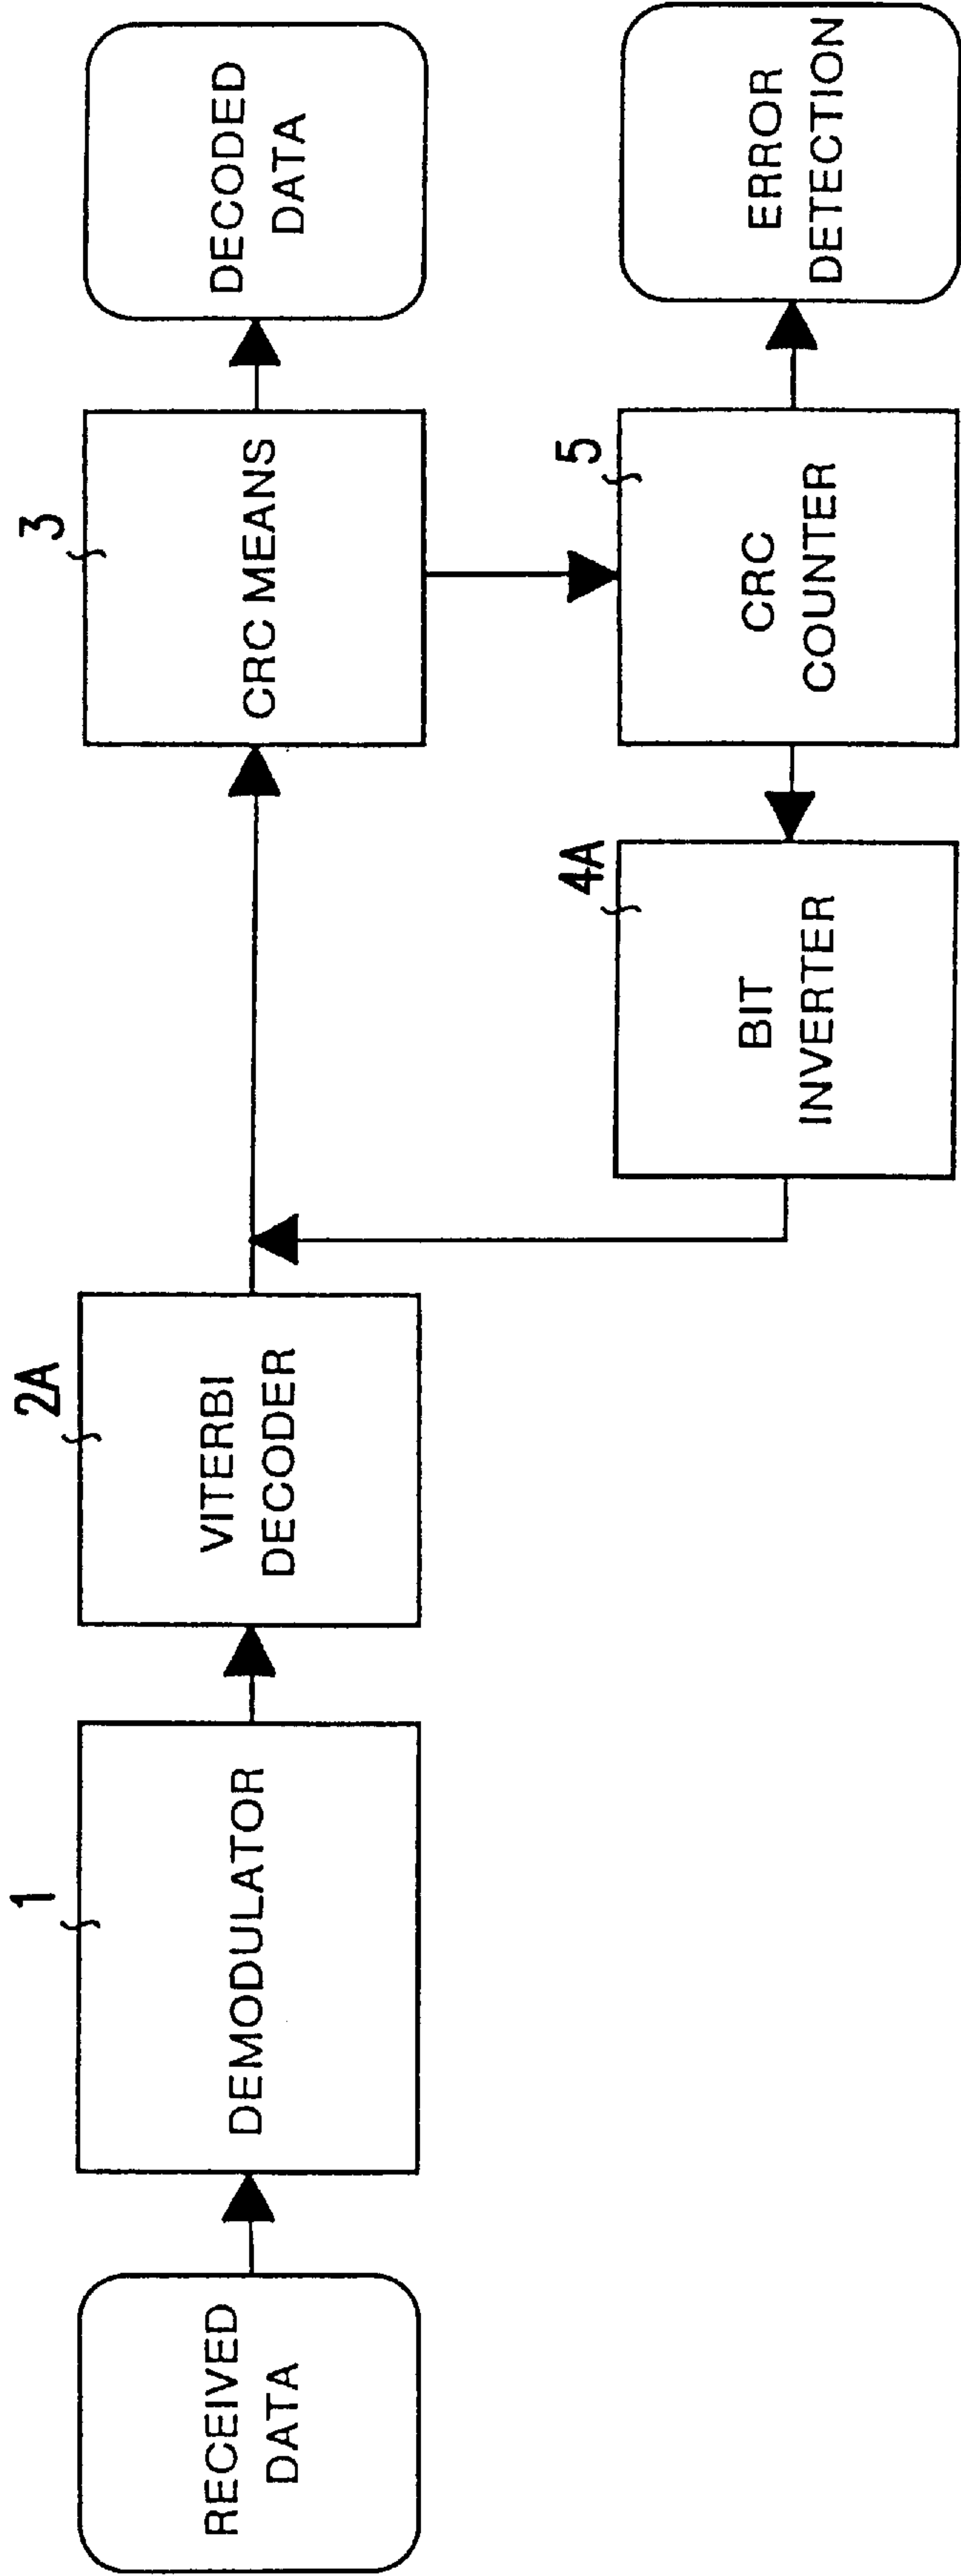 RECEIVED
DATA
1
DEMODULATOR
2A
VITERBI
DECODER
3
CRC MEANS
DECODED
DATA
4A
BIT
INVERTER
5
CRC
COUNTER
ERROR
DETECTION